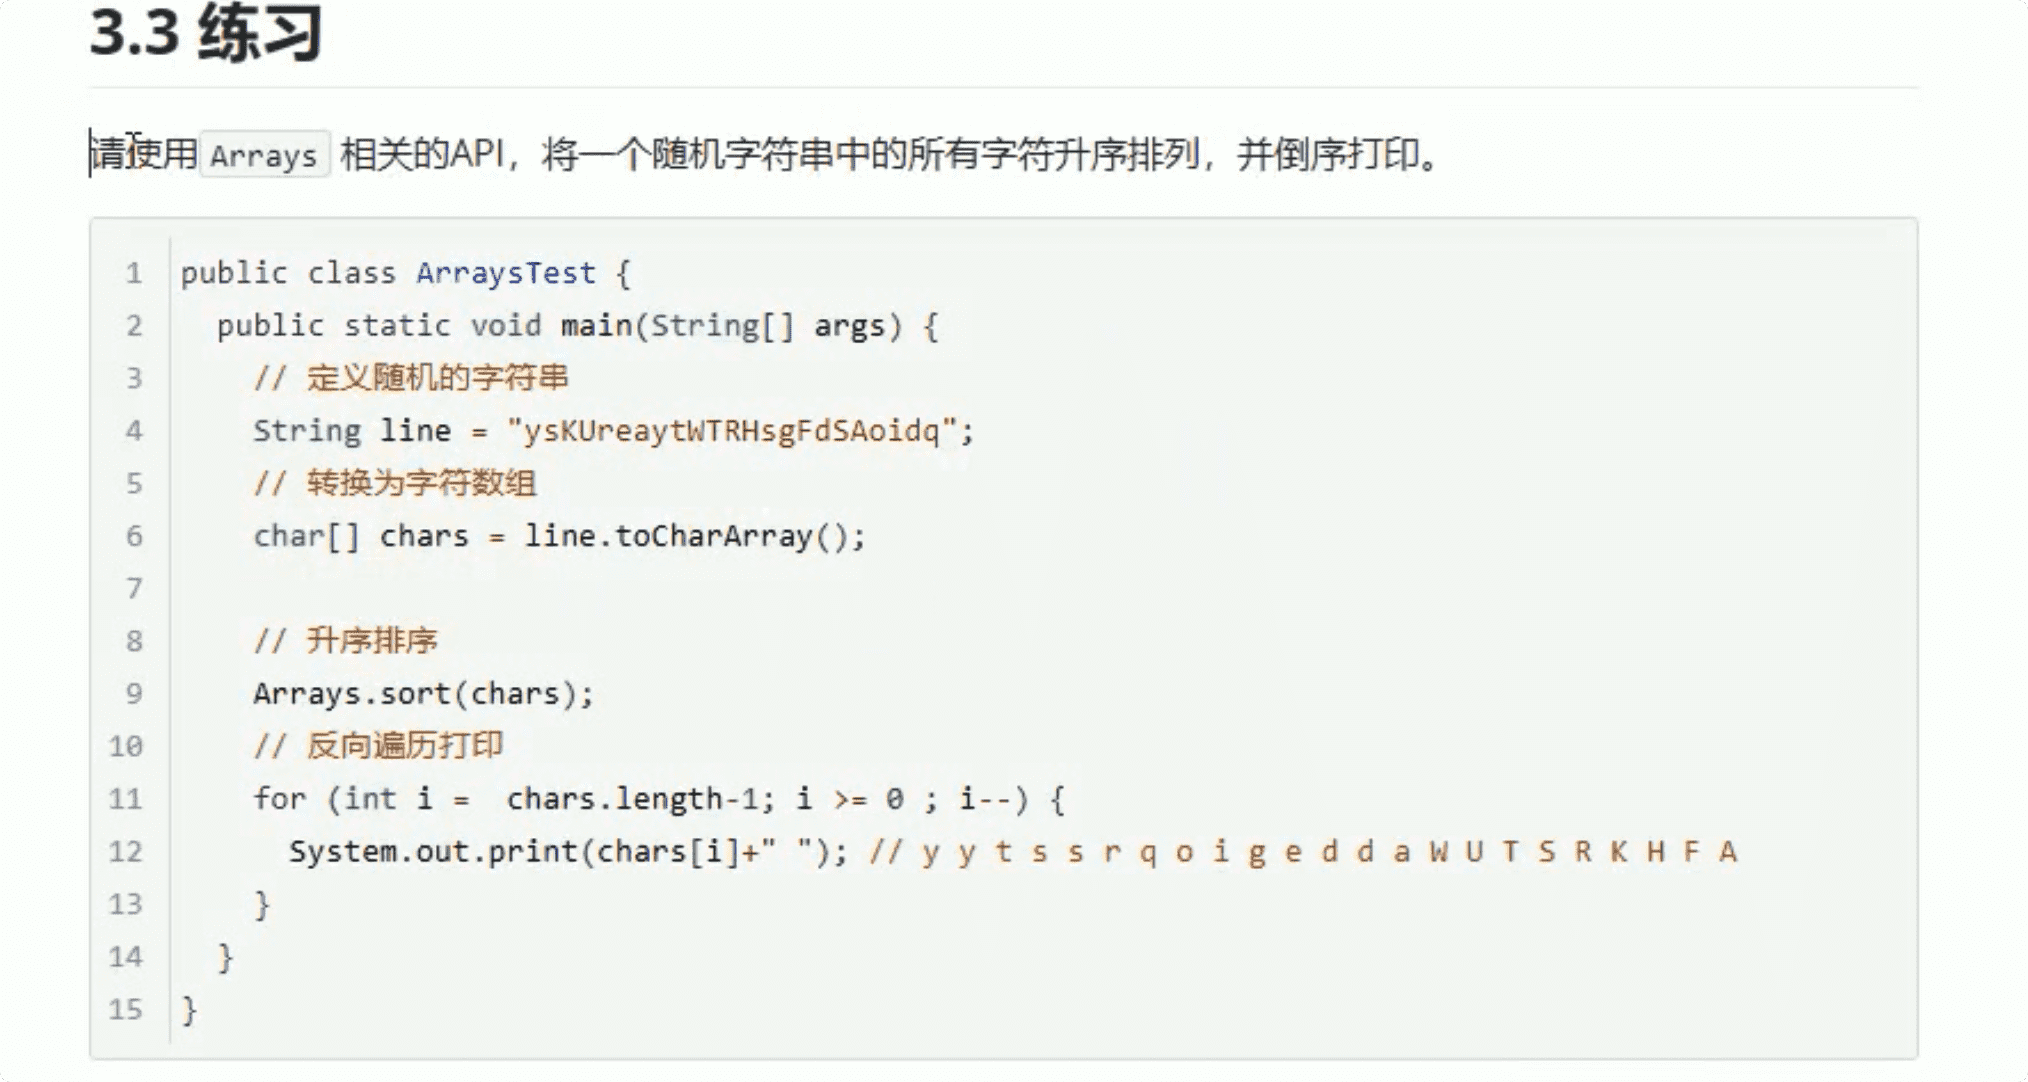 3.3 练习
请使用 Arrays 相关的API，将一个随机字符串中的所有字符升序排列，并倒序打印。
1 public class ArraysTest {
2 public static void main(String[] args) {
3 // 定义随机的字符串
4 String line = "ysKUreaytWTRHsgFdSAoidq";
5 // 转换为字符数组
6 char[] chars = line.toCharArray();
7
8 // 升序排序
9 Arrays.sort(chars);
10 // 反向遍历打印
11 for (int i =  chars.length-1; i >= 0 ; i--) {
12 System.out.print(chars[i]+" "); // y y t s s r q o i g e d d a W U T S R K H F A
13 }
14 }
15 }